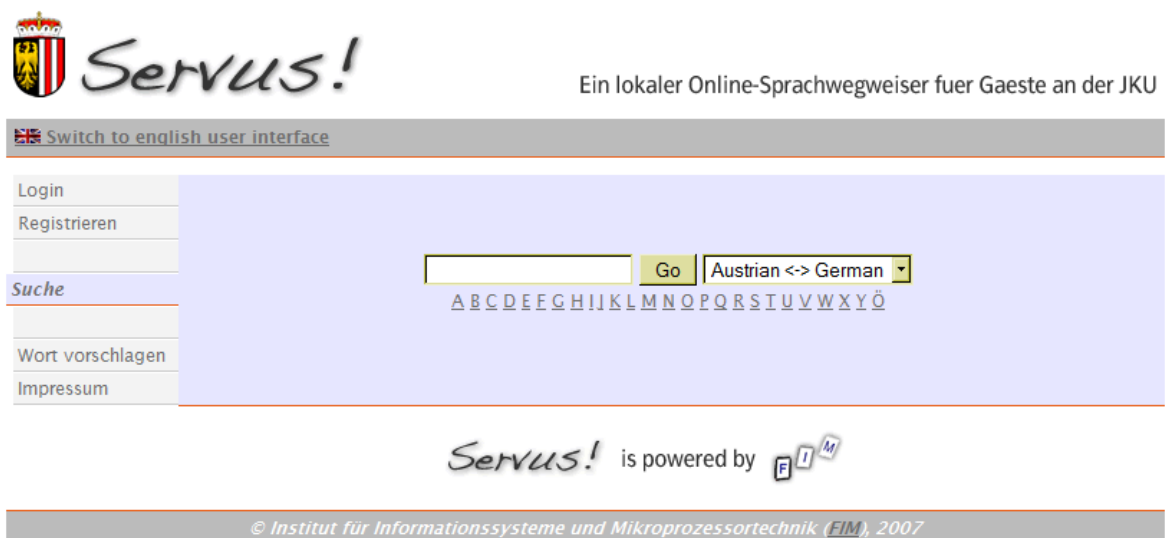 Servus!
Ein lokaler Online-Sprachwegweiser fuer Gaeste an der JKU
Switch to english user interface
Login
Registrieren
Suche
Wort vorschlagen
Impressum
Go
Austrian <-> German
A B C D E F G H I J K L M N O P Q R S T U V W X Y Ö
Servus! is powered by FIM
© Institut für Informationssysteme und Mikroprozessortechnik (FIM), 2007